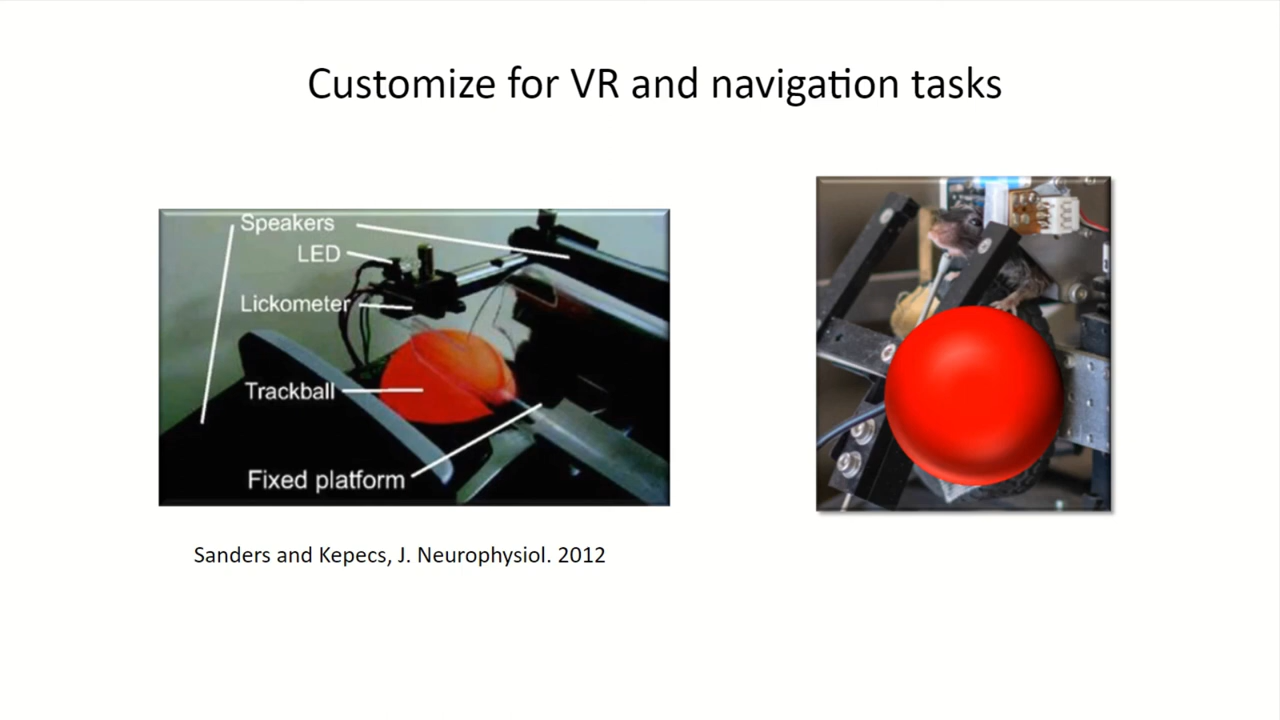 Customize for VR and navigation tasks
Speakers
LED
Lickometer
Trackball
Fixed platform
Sanders and Kepecs, J. Neurophysiol. 2012